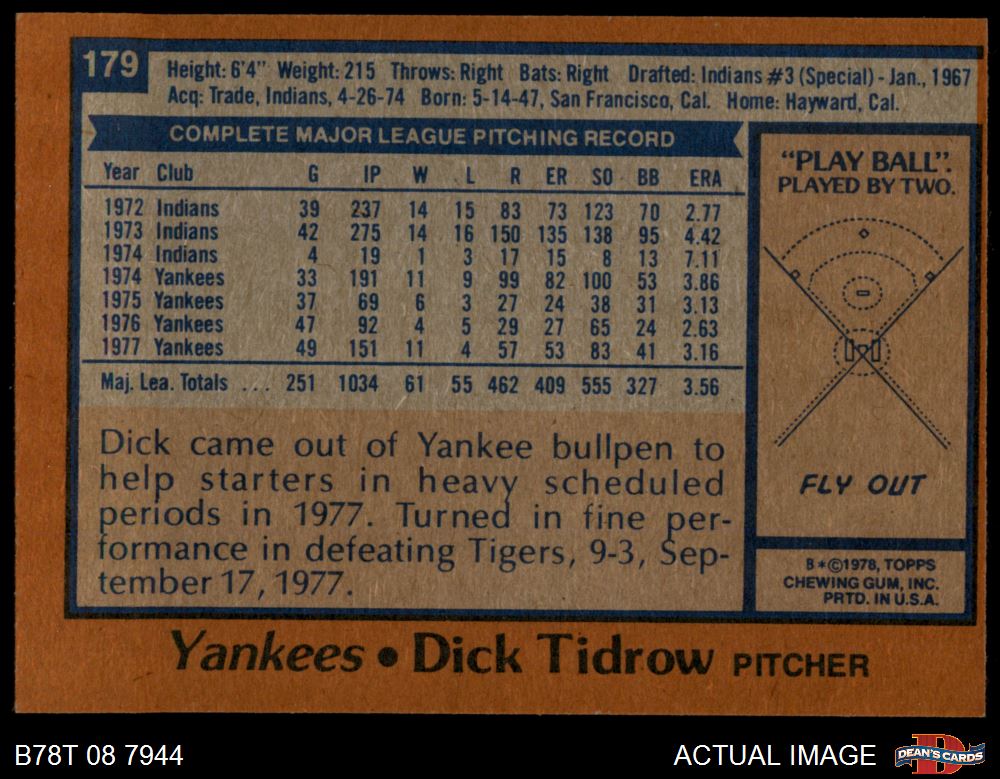 179
Height: 6'4" Weight: 215 Throws: Right Bats: Right Drafted: Indians #3 (Special) - Jan., 1967
Acq: Trade, Indians, 4-26-74 Born: 5-14-47, San Francisco, Cal. Home: Hayward, Cal.
COMPLETE MAJOR LEAGUE PITCHING RECORD
Year Club G IP W L R ER SO BB ERA
1972 Indians 39 237 14 15 83 73 123 70 2.77
1973 Indians 42 275 14 16 150 135 138 95 4.42
1974 Indians 4 19 1 3 17 15 8 13 7.11
1974 Yankees 33 191 11 9 99 82 100 53 3.86
1975 Yankees 37 69 6 3 27 24 38 31 3.13
1976 Yankees 47 92 4 5 29 27 65 24 2.63
1977 Yankees 49 151 11 4 57 53 83 41 3.16
Maj. Lea. Totals ... 251 1034 61 55 462 409 555 327 3.56
Dick came out of Yankee bullpen to
help starters in heavy scheduled
periods in 1977. Turned in fine per-
formance in defeating Tigers, 9-3, Sep-
tember 17, 1977.
"PLAY BALL".
PLAYED BY TWO.
FLY OUT
B*©1978, TOPPS
CHEWING GUM, INC.
PRTD. IN U.S.A.
Yankees • Dick Tidrow PITCHER
B78T 08 7944
ACTUAL IMAGE
D
DEAN'S CARDS